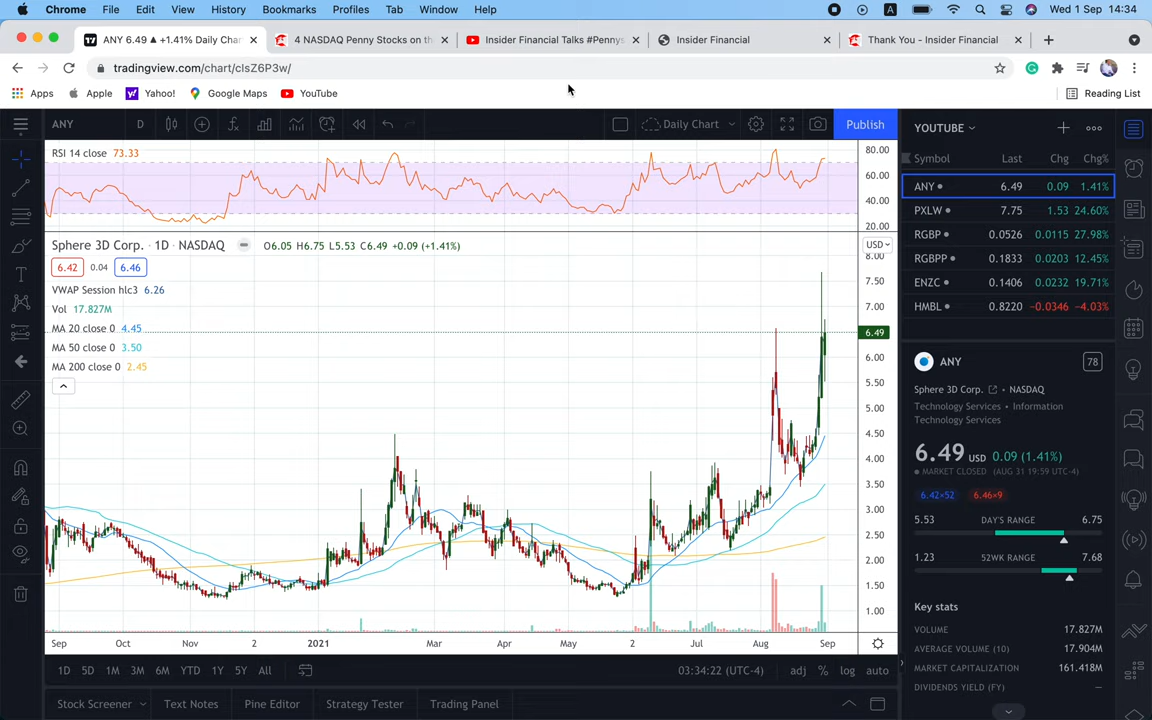 Chrome File Edit View History Bookmarks Profiles Tab Window Help A Wed 1 Sep 14:34
ANY 6.49 ▲ +1.41% Daily Char
4 NASDAQ Penny Stocks on th
Insider Financial Talks #Pennys
Insider Financial
Thank You - Insider Financial
tradingview.com/chart/clsZ6P3w/
Apps Apple Yahoo! Google Maps YouTube Reading List
ANY D Daily Chart Publish
RSI 14 close 73.33
80.00
60.00
40.00
20.00
Sphere 3D Corp. · 1D · NASDAQ O6.05 H6.75 L5.53 C6.49 +0.09 (+1.41%)
6.42 0.04 6.46
VWAP Session hlc3 6.26
Vol 17.827M
MA 20 close 0 4.45
MA 50 close 0 3.50
MA 200 close 0 2.45
USD
8.00
7.50
7.00
6.49
6.00
5.50
5.00
4.50
4.00
3.50
3.00
2.50
2.00
1.50
1.00
Sep Oct Nov 2 2021 Mar Apr May 2 Jul Aug Sep
1D 5D 1M 3M 6M YTD 1Y 5Y All 03:34:22 (UTC-4) adj % log auto
Stock Screener Text Notes Pine Editor Strategy Tester Trading Panel
YOUTUBE
Symbol Last Chg Chg%
ANY 6.49 0.09 1.41%
PXLW 7.75 1.53 24.60%
RGBP 0.0526 0.0115 27.98%
RGBPP 0.1833 0.0203 12.45%
ENZC 0.1406 0.0232 19.71%
HMBL 0.8220 −0.0346 −4.03%
ANY 78
Sphere 3D Corp. • NASDAQ
Technology Services • Information
Technology Services
6.49 USD 0.09 (1.41%)
MARKET CLOSED (AUG 31 19:59 UTC-4)
6.42×52 6.46×9
5.53 DAY'S RANGE 6.75
1.23 52WK RANGE 7.68
Key stats
VOLUME 17.827M
AVERAGE VOLUME (10) 17.904M
MARKET CAPITALIZATION 161.418M
DIVIDENDS YIELD (FY) —